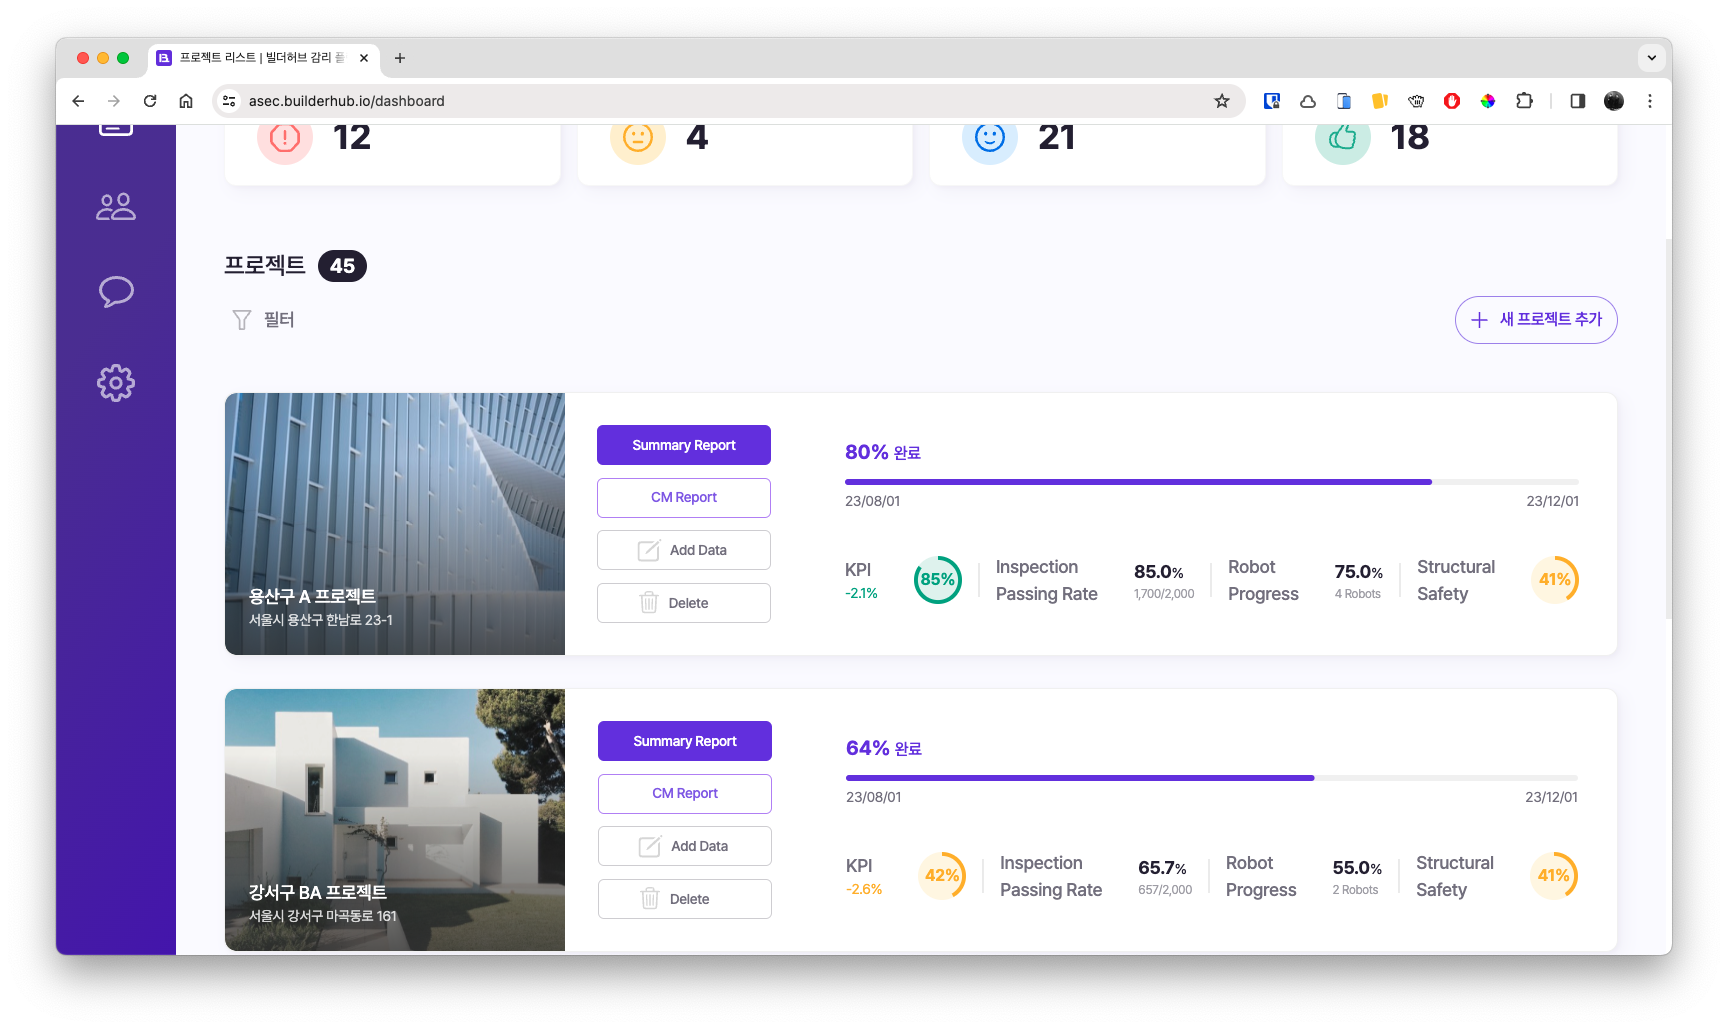 프로젝트 리스트 | 빌더허브 감리 플
asec.builderhub.io/dashboard
12
4
21
18
프로젝트 45
필터
새 프로젝트 추가
용산구 A 프로젝트
서울시 용산구 한남로 23-1
Summary Report
CM Report
Add Data
Delete
80% 완료
23/08/01
23/12/01
KPI
-2.1%
85%
Inspection
Passing Rate
85.0%
1,700/2,000
Robot
Progress
75.0%
4 Robots
Structural
Safety
41%
강서구 BA 프로젝트
서울시 강서구 마곡동로 161
Summary Report
CM Report
Add Data
Delete
64% 완료
23/08/01
23/12/01
KPI
-2.6%
42%
Inspection
Passing Rate
65.7%
657/2,000
Robot
Progress
55.0%
2 Robots
Structural
Safety
41%